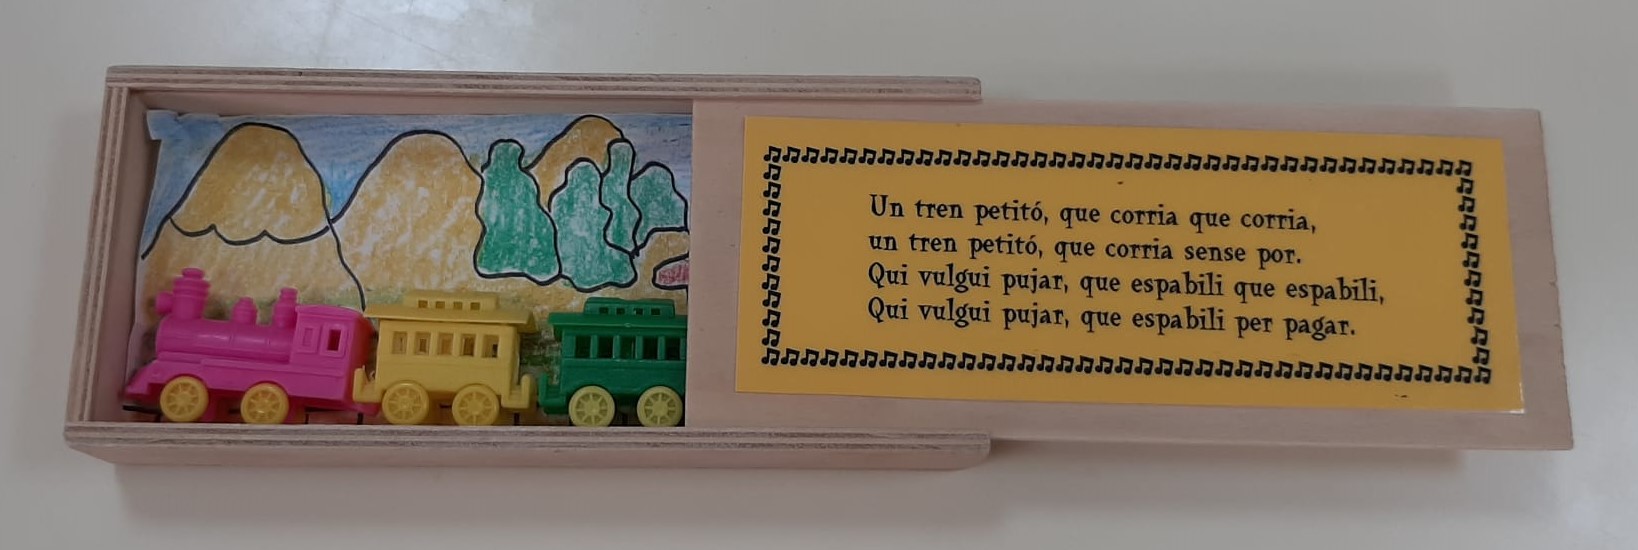 Un tren petitó, que corria que corria,
un tren petitó, que corria sense por.
Qui vulgui pujar, que espabili que espabili,
Qui vulgui pujar, que espabili per pagar.